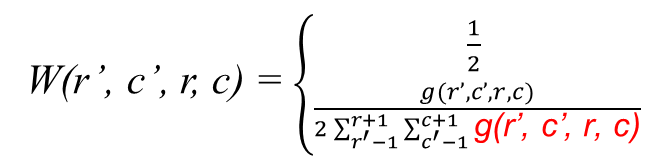 W(r’, c’, r, c) = { 1/2
g(r’,c’,r,c) / 2 ∑_{r′−1}^{r+1} ∑_{c′−1}^{c+1} g(r’, c’, r, c)